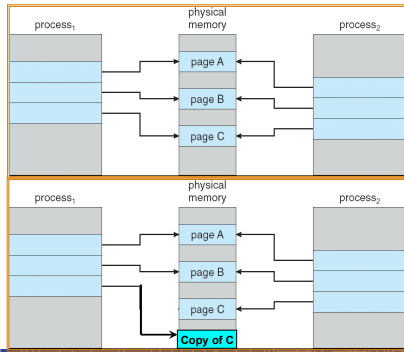 physical
memory
process₁
process₂
page A
page B
page C
physical
memory
process₁
process₂
page A
page B
page C
Copy of C